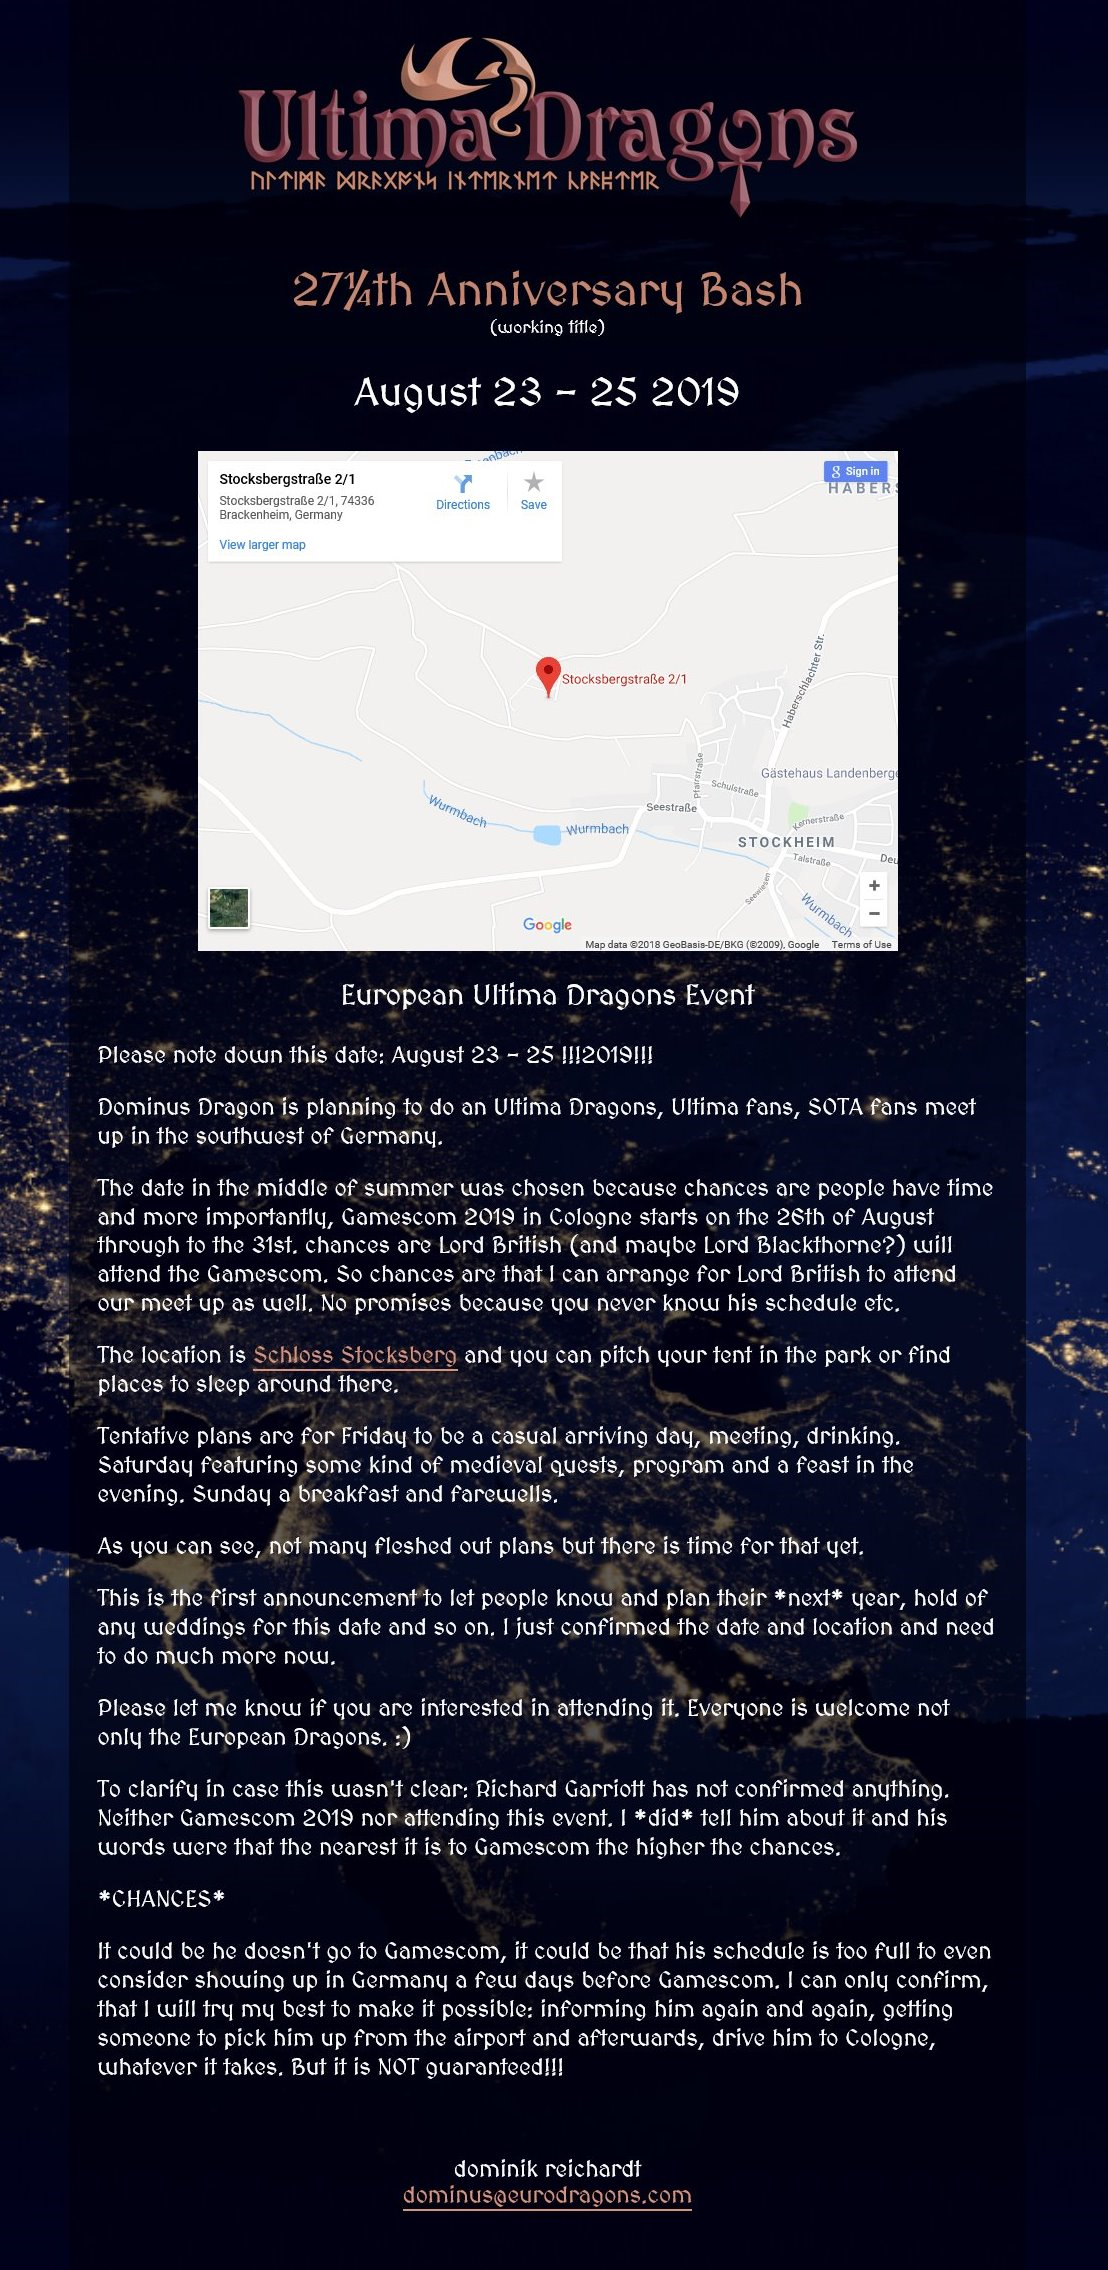 Ultima Dragons
ᚢᛚᛏᛁᛗᚨ ᛞᚱᚨᚷᛟᚾᛊ ᛁᚾᛏᛖᚱᚾᛖᛏ
27¼th Anniversary Bash
(working title)
August 23 - 25 2019
Stocksbergstraße 2/1
Stocksbergstraße 2/1, 74336
Brackenheim, Germany
Directions
Save
View larger map
Sign in
HABERS
Stocksbergstraße 2/1
Haberschlachter Str.
Gästehaus Landenberge
Pfarrstraße
Schulstraße
Seestraße
Kernerstraße
Wurmbach
Wurmbach
STOCKHEIM
Talstraße
Deu
Seewiesen
Wurmbach
+
−
Google
Map data ©2018 GeoBasis-DE/BKG (©2009), Google Terms of Use
European Ultima Dragons Event
Please note down this date: August 23 - 25 !!!2019!!!
Dominus Dragon is planning to do an Ultima Dragons, Ultima fans, SOTA fans meet
up in the southwest of Germany.
The date in the middle of summer was chosen because chances are people have time
and more importantly, Gamescom 2019 in Cologne starts on the 26th of August
through to the 31st. chances are Lord British (and maybe Lord Blackthorne?) will
attend the Gamescom. So chances are that I can arrange for Lord British to attend
our meet up as well. No promises because you never know his schedule etc.
The location is Schloss Stocksberg and you can pitch your tent in the park or find
places to sleep around there.
Tentative plans are for Friday to be a casual arriving day, meeting, drinking.
Saturday featuring some kind of medieval quests, program and a feast in the
evening. Sunday a breakfast and farewells.
As you can see, not many fleshed out plans but there is time for that yet.
This is the first announcement to let people know and plan their *next* year, hold of
any weddings for this date and so on. I just confirmed the date and location and need
to do much more now.
Please let me know if you are interested in attending it. Everyone is welcome not
only the European Dragons. :)
To clarify in case this wasn't clear: Richard Garriott has not confirmed anything.
Neither Gamescom 2019 nor attending this event. I *did* tell him about it and his
words were that the nearest it is to Gamescom the higher the chances.
*CHANCES*
It could be he doesn't go to Gamescom, it could be that his schedule is too full to even
consider showing up in Germany a few days before Gamescom. I can only confirm,
that I will try my best to make it possible: informing him again and again, getting
someone to pick him up from the airport and afterwards, drive him to Cologne,
whatever it takes. But it is NOT guaranteed!!!
dominik reichardt
dominus@eurodragons.com